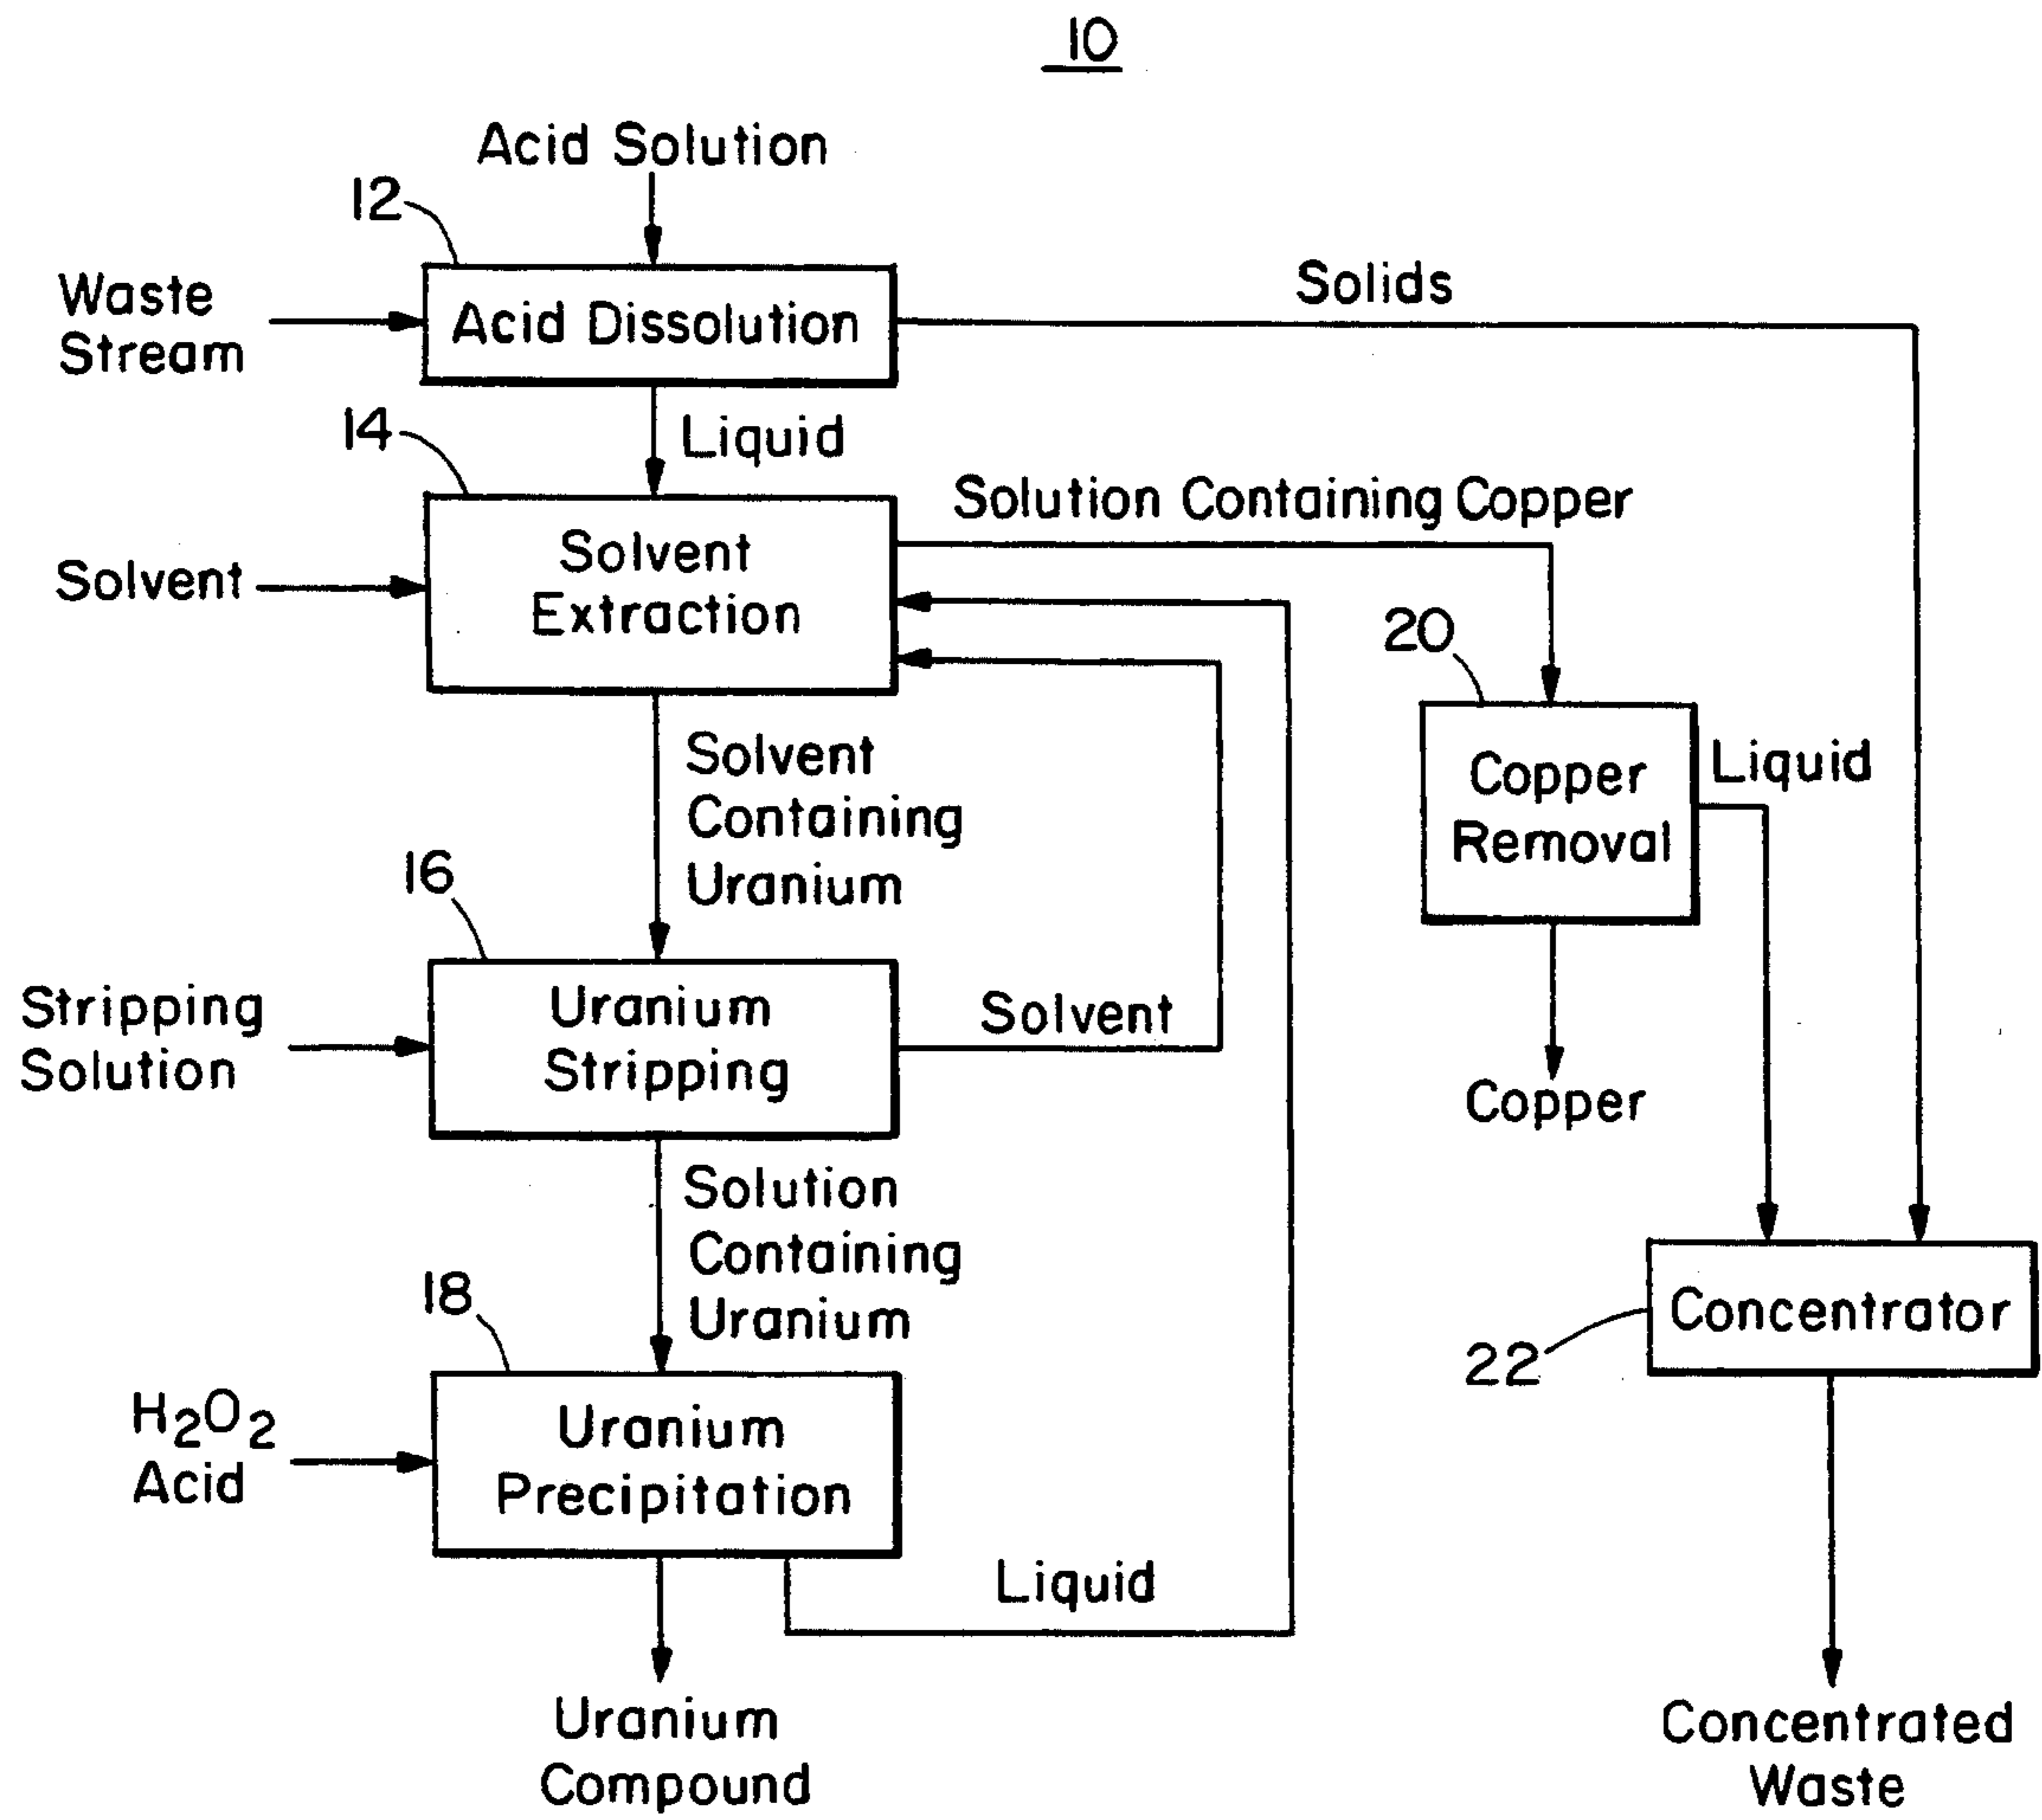 10
Acid Solution
12
Waste
Stream
Acid Dissolution
Solids
14
Liquid
Solution Containing Copper
Solvent
Solvent
Extraction
20
Solvent
Containing
Uranium
Copper
Removal
Liquid
16
Stripping
Solution
Uranium
Stripping
Solvent
Copper
Solution
Containing
Uranium
18
Concentrator
22
H₂O₂
Acid
Uranium
Precipitation
Liquid
Uranium
Compound
Concentrated
Waste